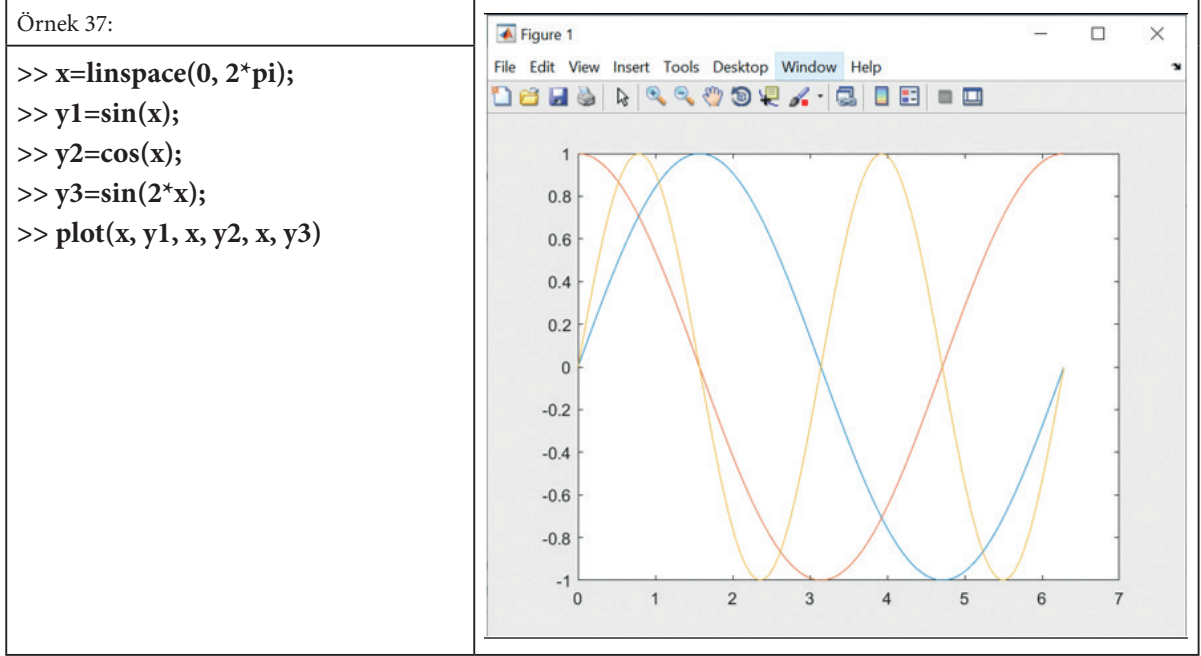 Örnek 37:
>> x=linspace(0, 2*pi);
>> y1=sin(x);
>> y2=cos(x);
>> y3=sin(2*x);
>> plot(x, y1, x, y2, x, y3)
Figure 1
File Edit View Insert Tools Desktop Window Help
1
0.8
0.6
0.4
0.2
0
-0.2
-0.4
-0.6
-0.8
-1
0 1 2 3 4 5 6 7